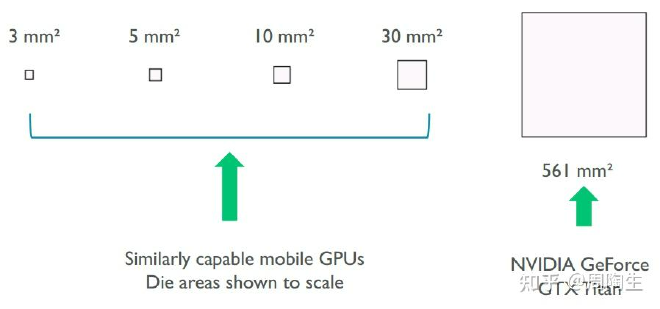 3 mm²
5 mm²
10 mm²
30 mm²
561 mm²
Similarly capable mobile GPUs
Die areas shown to scale
NVIDIA GeForce
GTX Titan
知乎 @周陶生